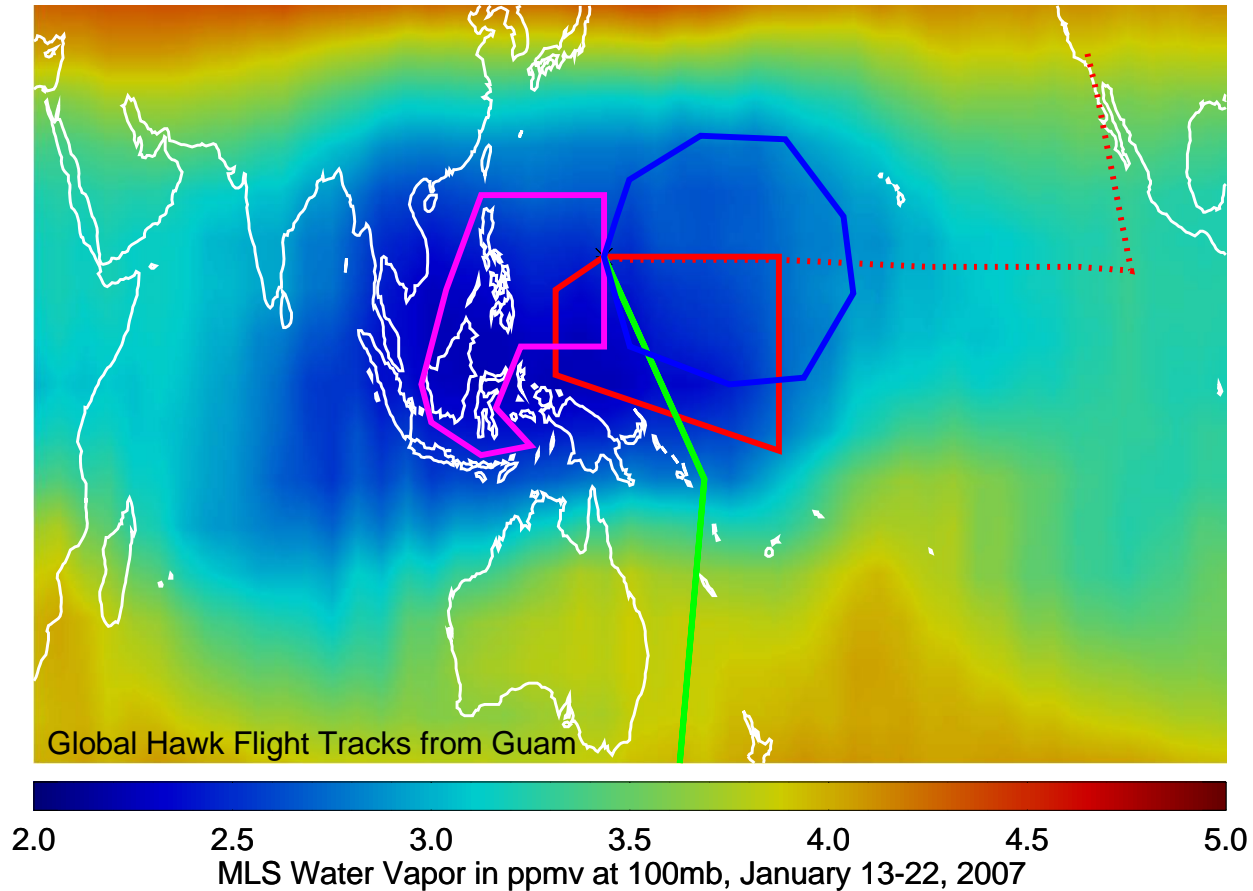 Global Hawk Flight Tracks from Guam
2.0 2.5 3.0 3.5 4.0 4.5 5.0
MLS Water Vapor in ppmv at 100mb, January 13-22, 2007